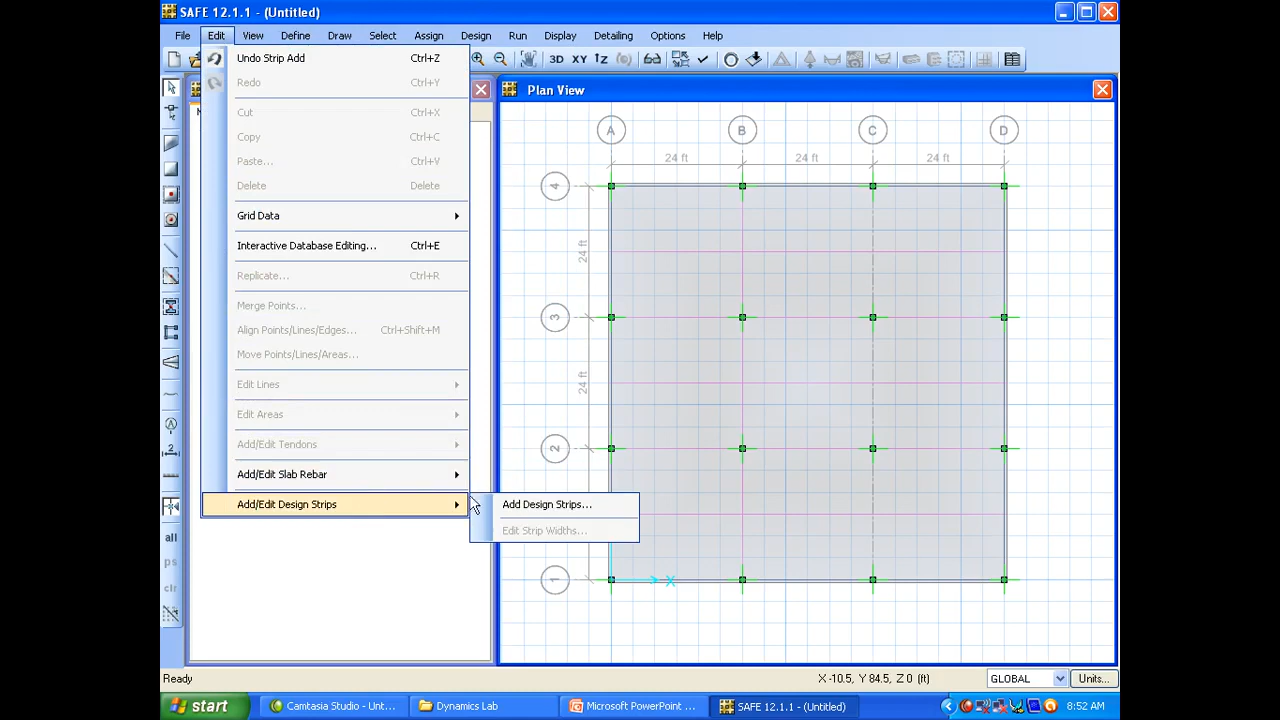 SAFE 12.1.1 - (Untitled)
File Edit View Define Draw Select Assign Design Run Display Detailing Options Help
3D XY
Undo Strip Add Ctrl+Z
Redo Ctrl+Y
Cut Ctrl+X
Copy Ctrl+C
Paste... Ctrl+V
Delete Delete
Grid Data
Interactive Database Editing... Ctrl+E
Replicate... Ctrl+R
Merge Points...
Align Points/Lines/Edges... Ctrl+Shift+M
Move Points/Lines/Areas...
Edit Lines
Edit Areas
Add/Edit Tendons
Add/Edit Slab Rebar
Add/Edit Design Strips
Add Design Strips...
Edit Strip Widths...
all
ps
clr
Plan View
A B C D
24 ft 24 ft 24 ft
4
24 ft
3
24 ft
2
1
X
Ready
X -10.5, Y 84.5, Z 0 (ft)
GLOBAL
Units...
start
Camtasia Studio - Unt...
Dynamics Lab
Microsoft PowerPoint ...
SAFE 12.1.1 - (Untitled)
8:52 AM